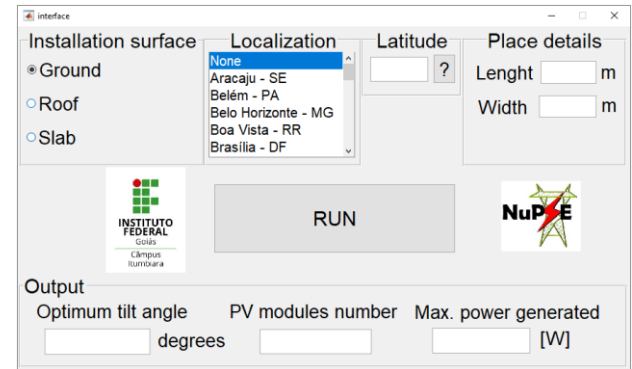 interface
Installation surface
Ground
Roof
Slab
Localization
None
Aracaju - SE
Belém - PA
Belo Horizonte - MG
Boa Vista - RR
Brasília - DF
Latitude
?
Place details
Lenght m
Width m
INSTITUTO
FEDERAL
Goiás
Câmpus
Itumbiara
RUN
NuPSE
Output
Optimum tilt angle
degrees
PV modules number
Max. power generated
[W]